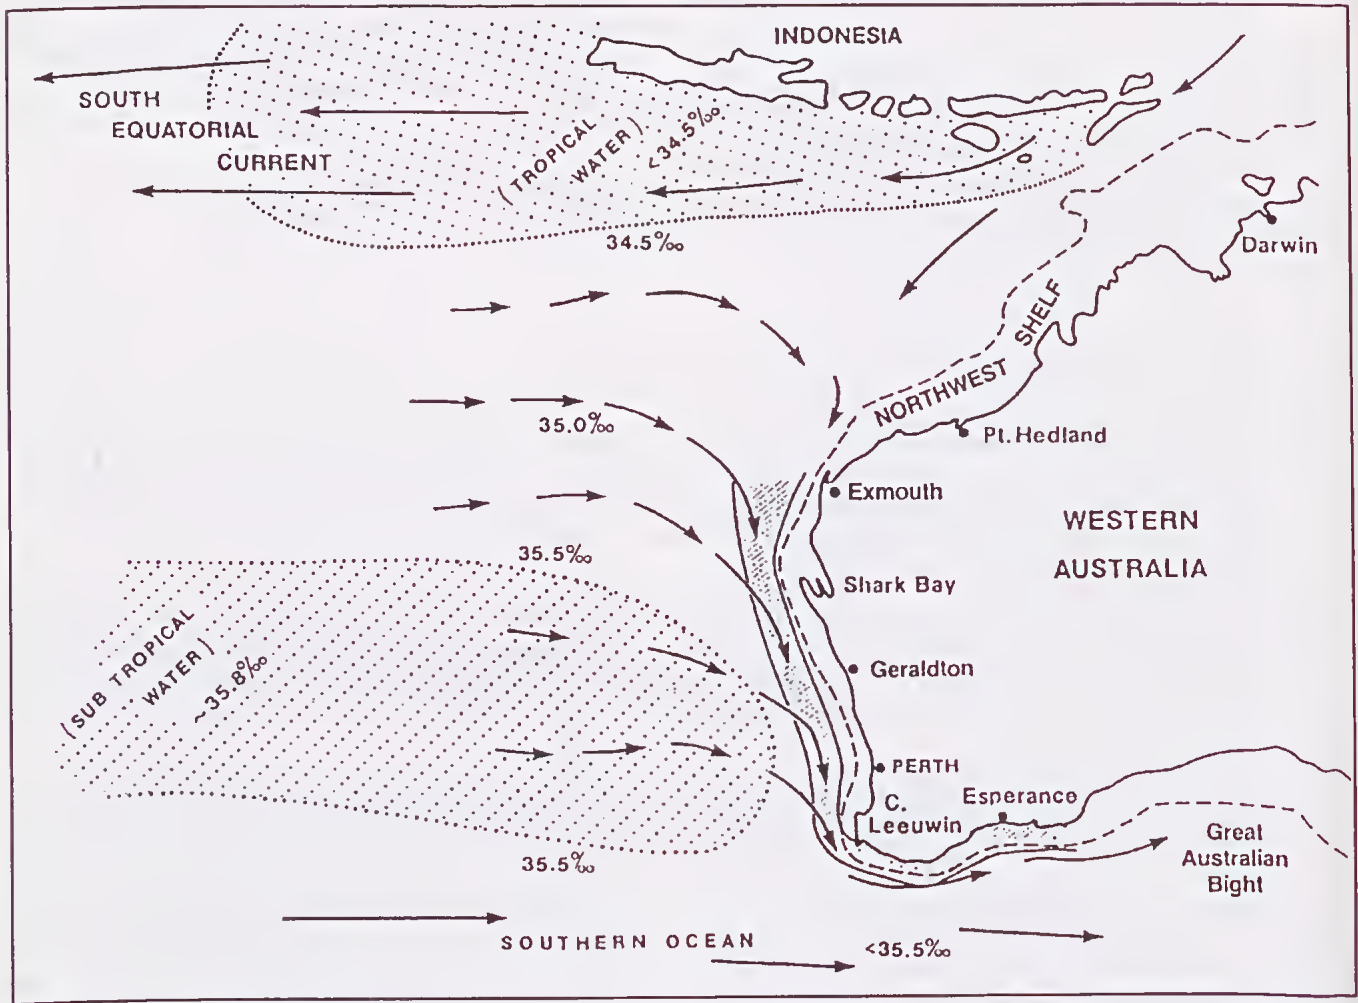 INDONESIA
SOUTH
EQUATORIAL
CURRENT
(TROPICAL
WATER)
<34.5‰
34.5‰
Darwin
NORTHWEST SHELF
35.0‰
Pt. Hedland
Exmouth
WESTERN
AUSTRALIA
35.5‰
Shark Bay
(SUB TROPICAL
WATER)
~35.8‰
Geraldton
PERTH
C.
Leeuwin
Esperance
35.5‰
Great
Australian
Bight
SOUTHERN OCEAN
<35.5‰